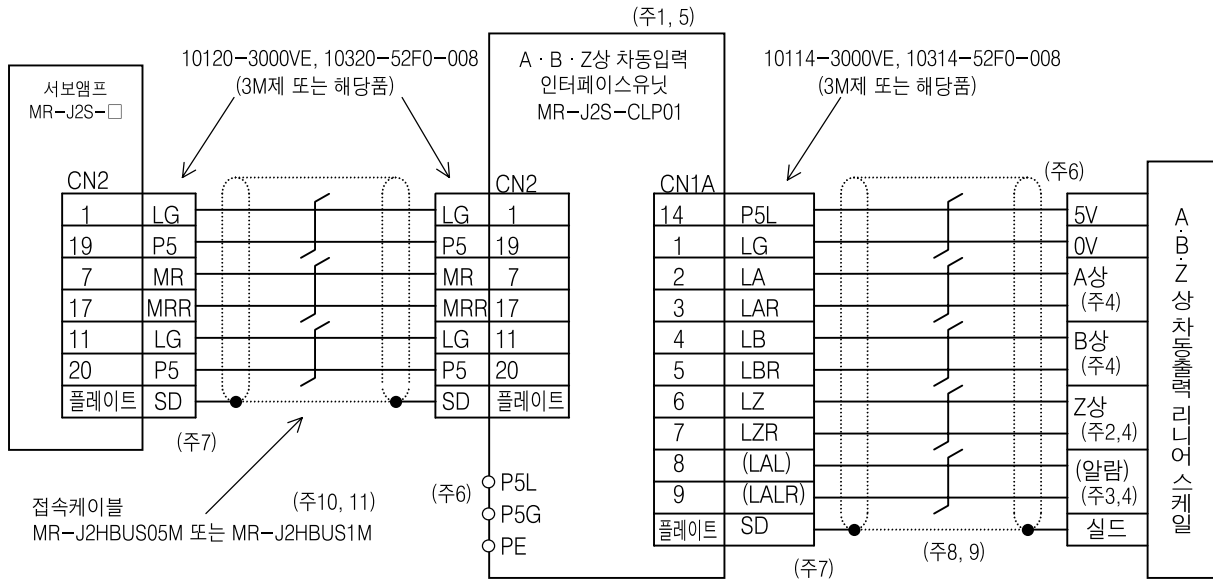 (주1, 5)
10120-3000VE, 10320-52F0-008
(3M제 또는 해당품)
A · B · Z상 차동입력
인터페이스유닛
MR-J2S-CLP01
10114-3000VE, 10314-52F0-008
(3M제 또는 해당품)
서보앰프
MR-J2S-□
CN2
1 LG
19 P5
7 MR
17 MRR
11 LG
20 P5
플레이트 SD
(주7)
CN2
LG 1
P5 19
MR 7
MRR 17
LG 11
P5 20
SD 플레이트
CN1A
14 P5L
1 LG
2 LA
3 LAR
4 LB
5 LBR
6 LZ
7 LZR
8 (LAL)
9 (LALR)
플레이트 SD
(주7)
(주6)
5V
0V
A상
(주4)
B상
(주4)
Z상
(주2,4)
(알람)
(주3,4)
실드
A·B·Z상 차동출력 리니어 스케일
(주8, 9)
(주6)
P5L
P5G
PE
(주10, 11)
접속케이블
MR-J2HBUS05M 또는 MR-J2HBUS1M